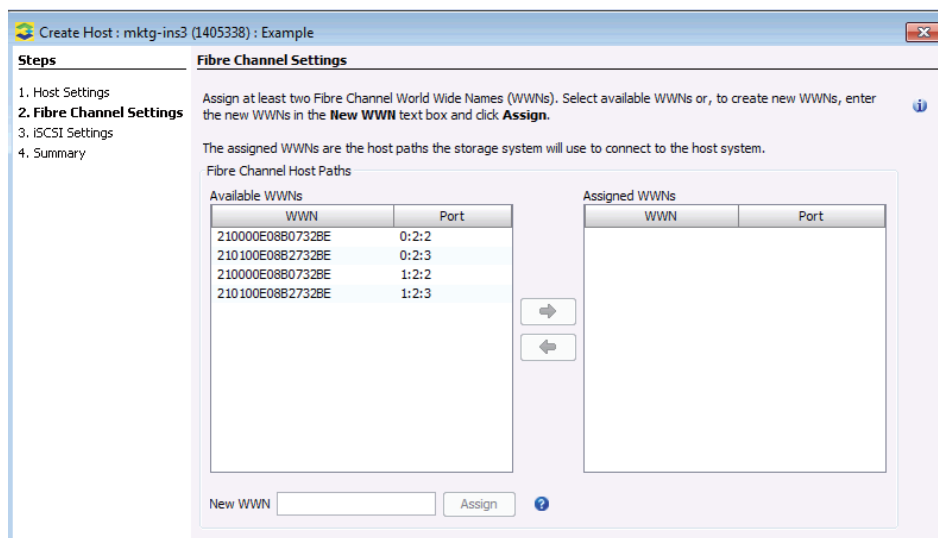 Create Host : mktg-ins3 (1405338) : Example
Steps
1. Host Settings
2. Fibre Channel Settings
3. iSCSI Settings
4. Summary
Fibre Channel Settings
Assign at least two Fibre Channel World Wide Names (WWNs). Select available WWNs or, to create new WWNs, enter
the new WWNs in the New WWN text box and click Assign.
The assigned WWNs are the host paths the storage system will use to connect to the host system.
Fibre Channel Host Paths
Available WWNs
WWN Port
210000E08B0732BE 0:2:2
210100E08B2732BE 0:2:3
210000E08B0732BE 1:2:2
210100E08B2732BE 1:2:3
Assigned WWNs
WWN Port
New WWN Assign